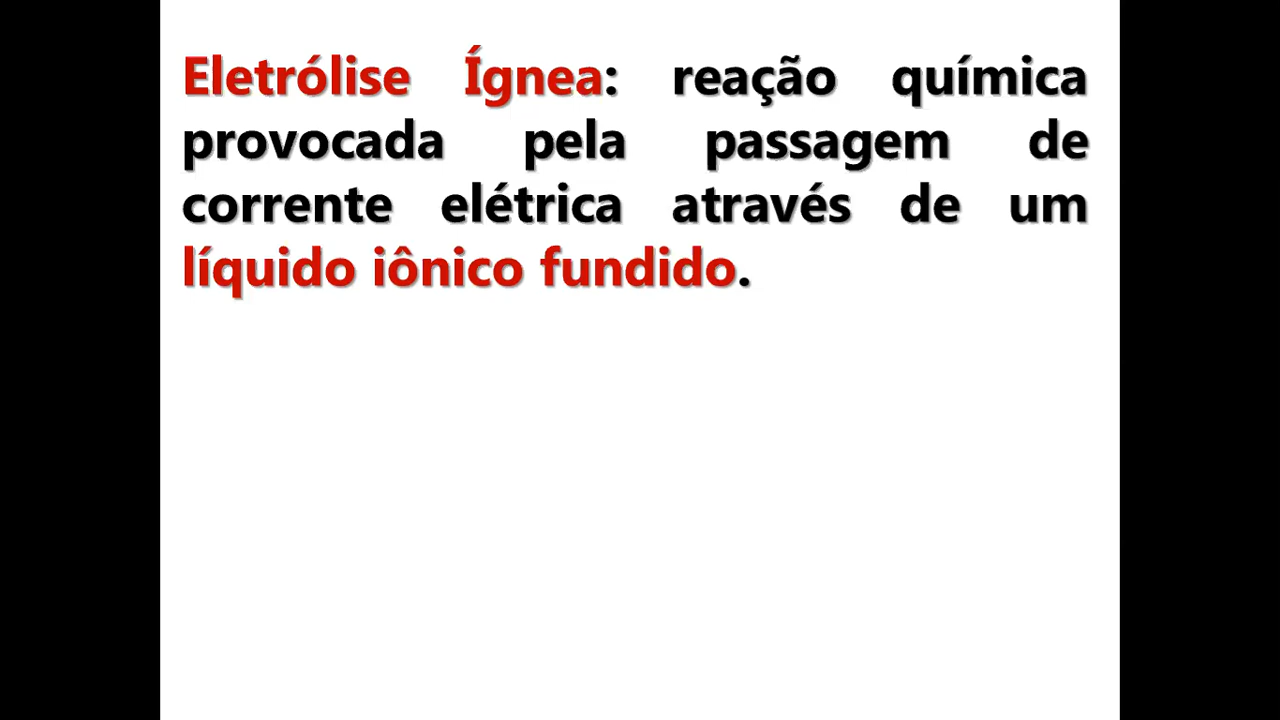 Eletrólise Ígnea: reação química
provocada pela passagem de
corrente elétrica através de um
líquido iônico fundido.